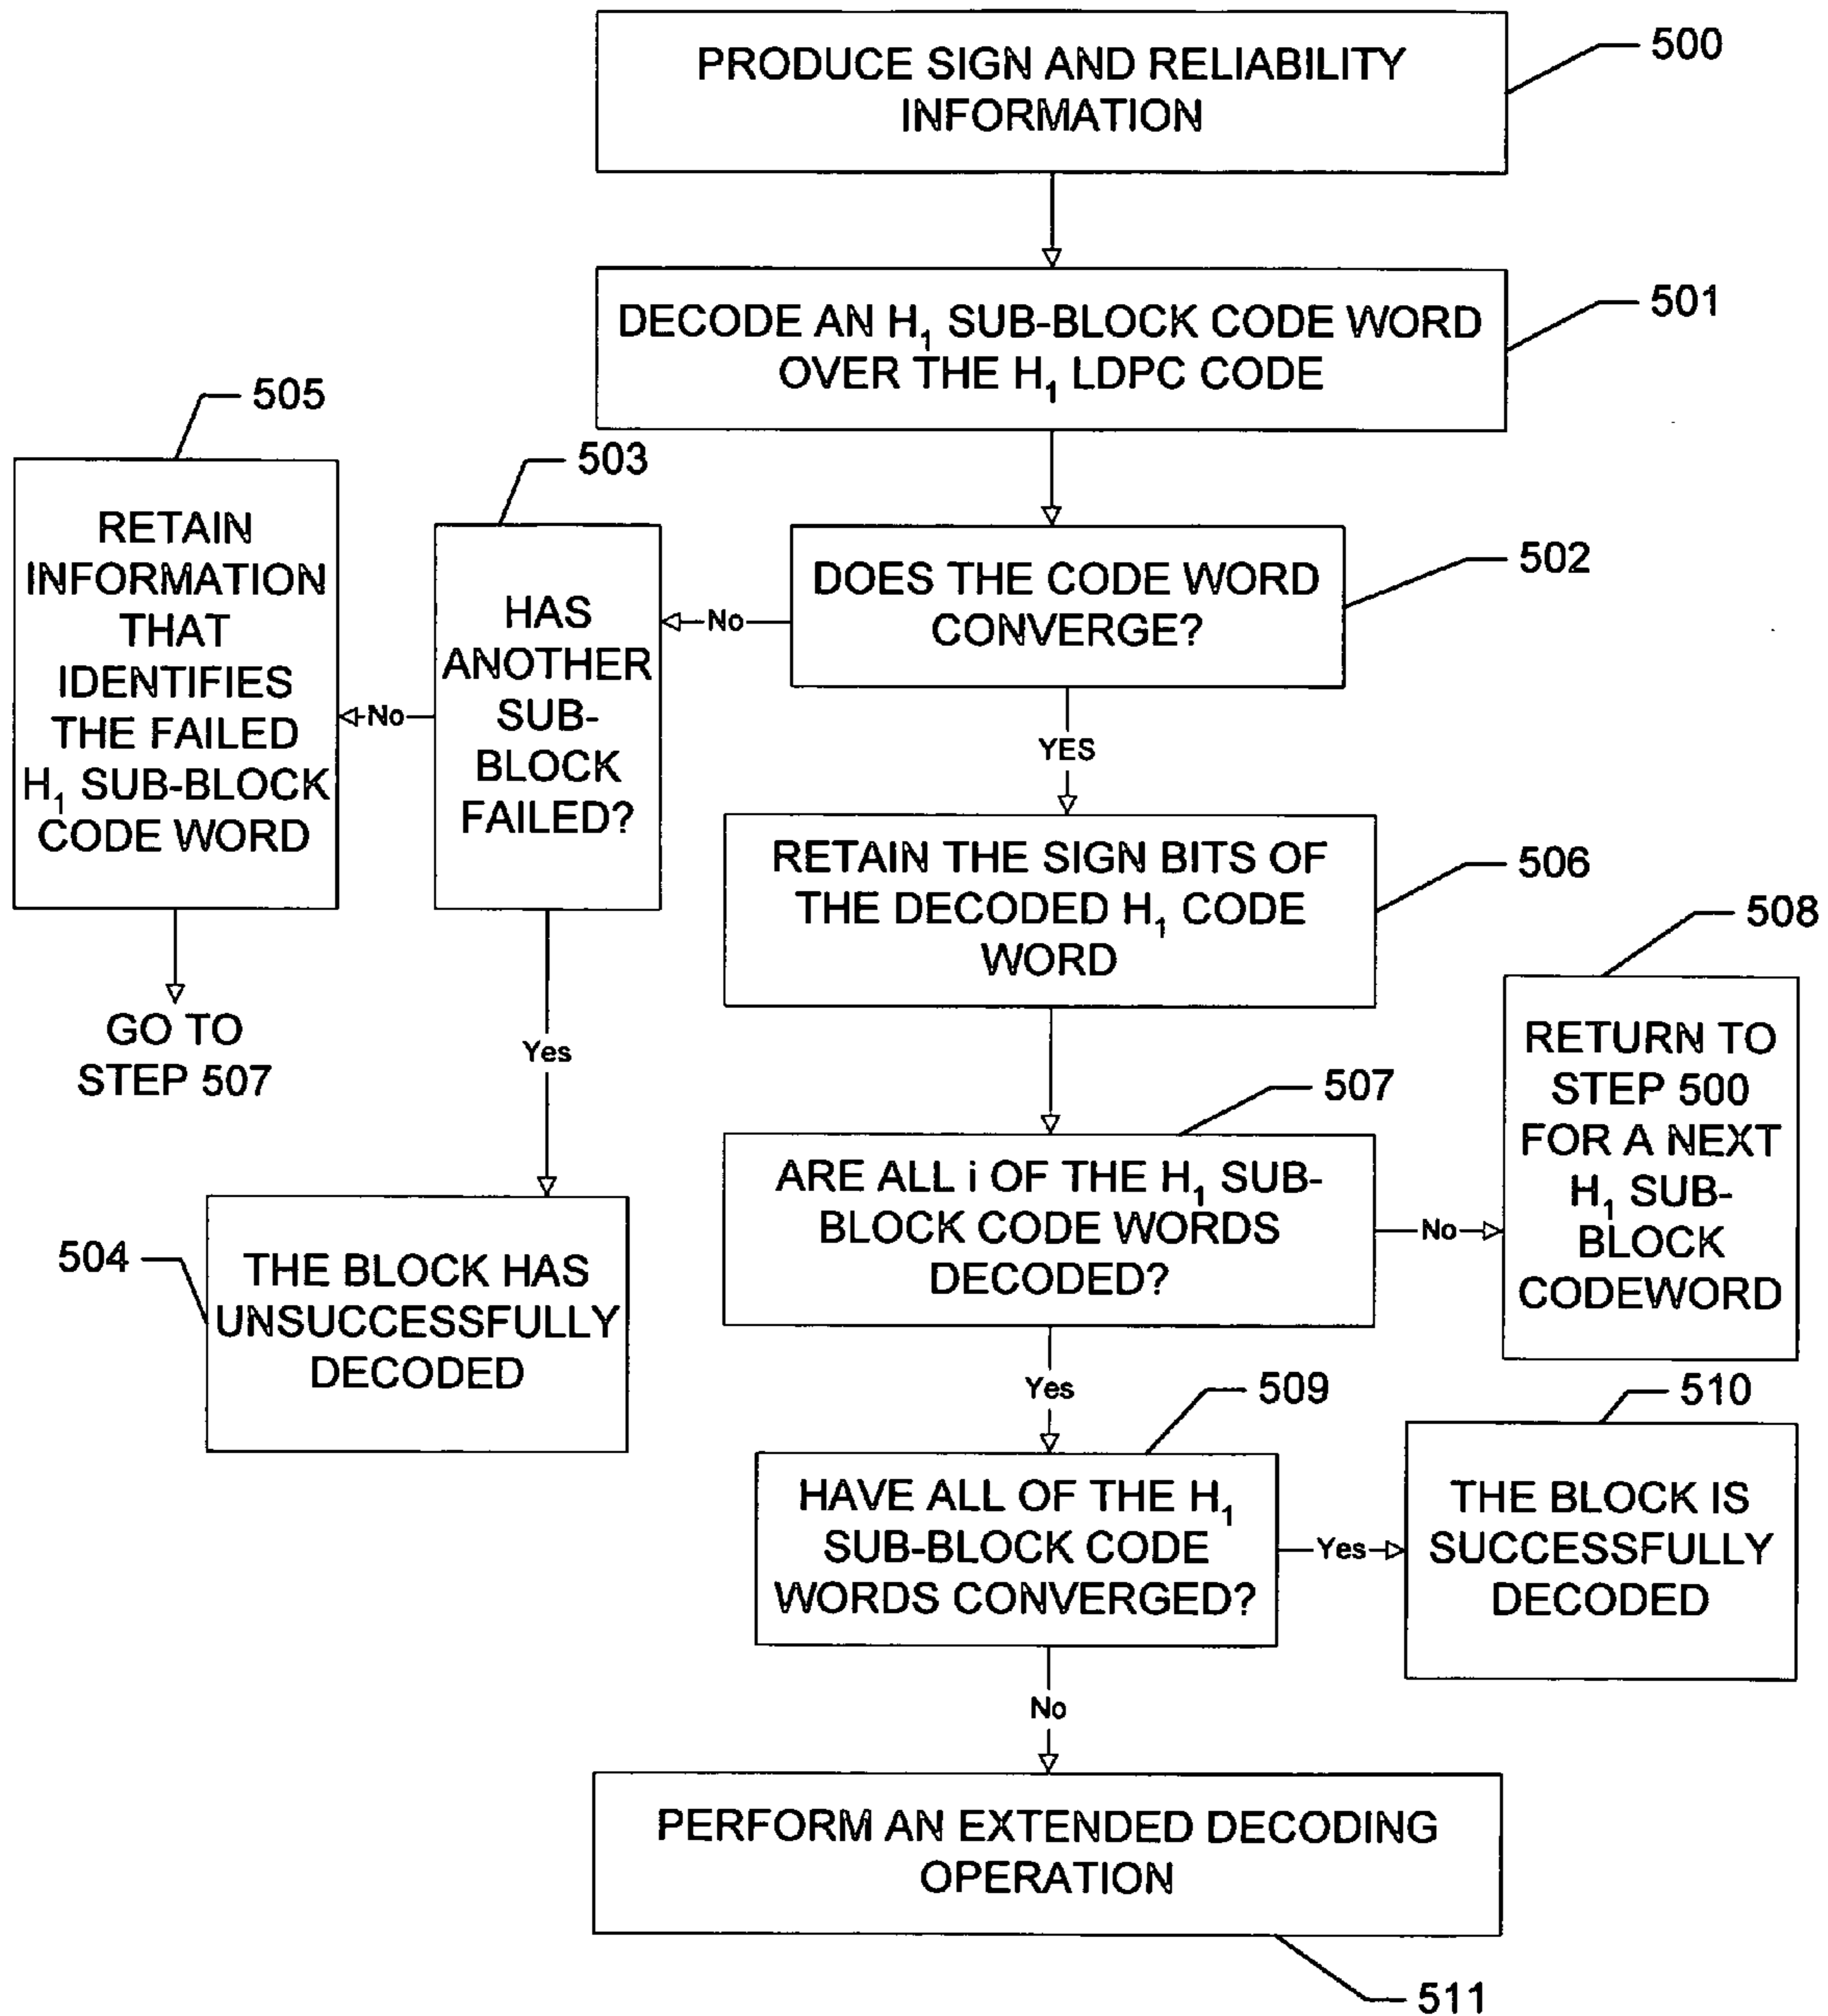 PRODUCE SIGN AND RELIABILITY
INFORMATION
500
DECODE AN H₁ SUB-BLOCK CODE WORD
OVER THE H₁ LDPC CODE
501
DOES THE CODE WORD
CONVERGE?
502
No
HAS
ANOTHER
SUB-
BLOCK
FAILED?
503
No
RETAIN
INFORMATION
THAT
IDENTIFIES
THE FAILED
H₁ SUB-BLOCK
CODE WORD
505
GO TO
STEP 507
Yes
THE BLOCK HAS
UNSUCCESSFULLY
DECODED
504
YES
RETAIN THE SIGN BITS OF
THE DECODED H₁ CODE
WORD
506
ARE ALL i OF THE H₁ SUB-
BLOCK CODE WORDS
DECODED?
507
No
RETURN TO
STEP 500
FOR A NEXT
H₁ SUB-
BLOCK
CODEWORD
508
Yes
HAVE ALL OF THE H₁
SUB-BLOCK CODE
WORDS CONVERGED?
509
Yes
THE BLOCK IS
SUCCESSFULLY
DECODED
510
No
PERFORM AN EXTENDED DECODING
OPERATION
511